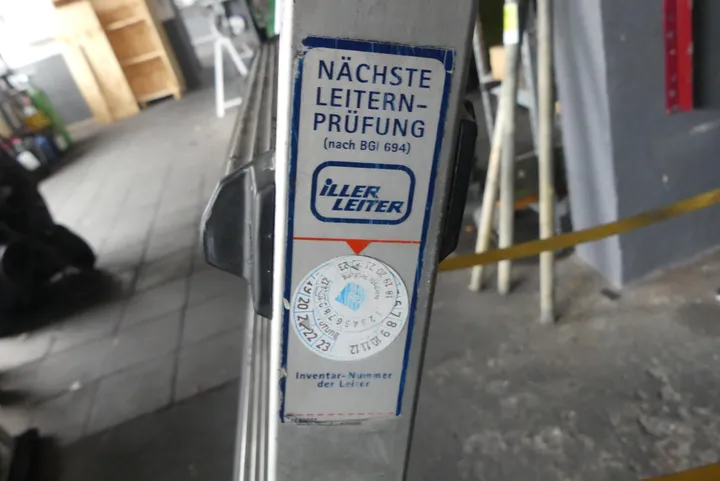 NÄCHSTE
LEITERN-
PRÜFUNG
(nach BGI 694)
iLLER
LEITER
Inventar-Nummer
der Leiter